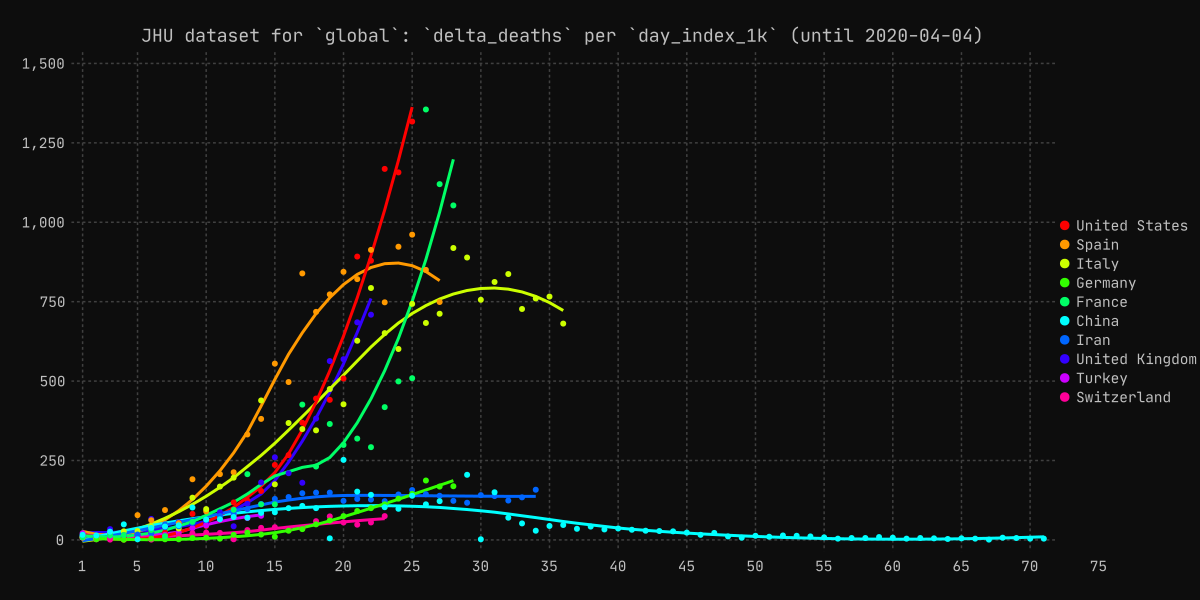 JHU dataset for `global`: `delta_deaths` per `day_index_1k` (until 2020-04-04)
1,500
1,250
1,000
750
500
250
0
1 5 10 15 20 25 30 35 40 45 50 55 60 65 70 75
United States
Spain
Italy
Germany
France
China
Iran
United Kingdom
Turkey
Switzerland